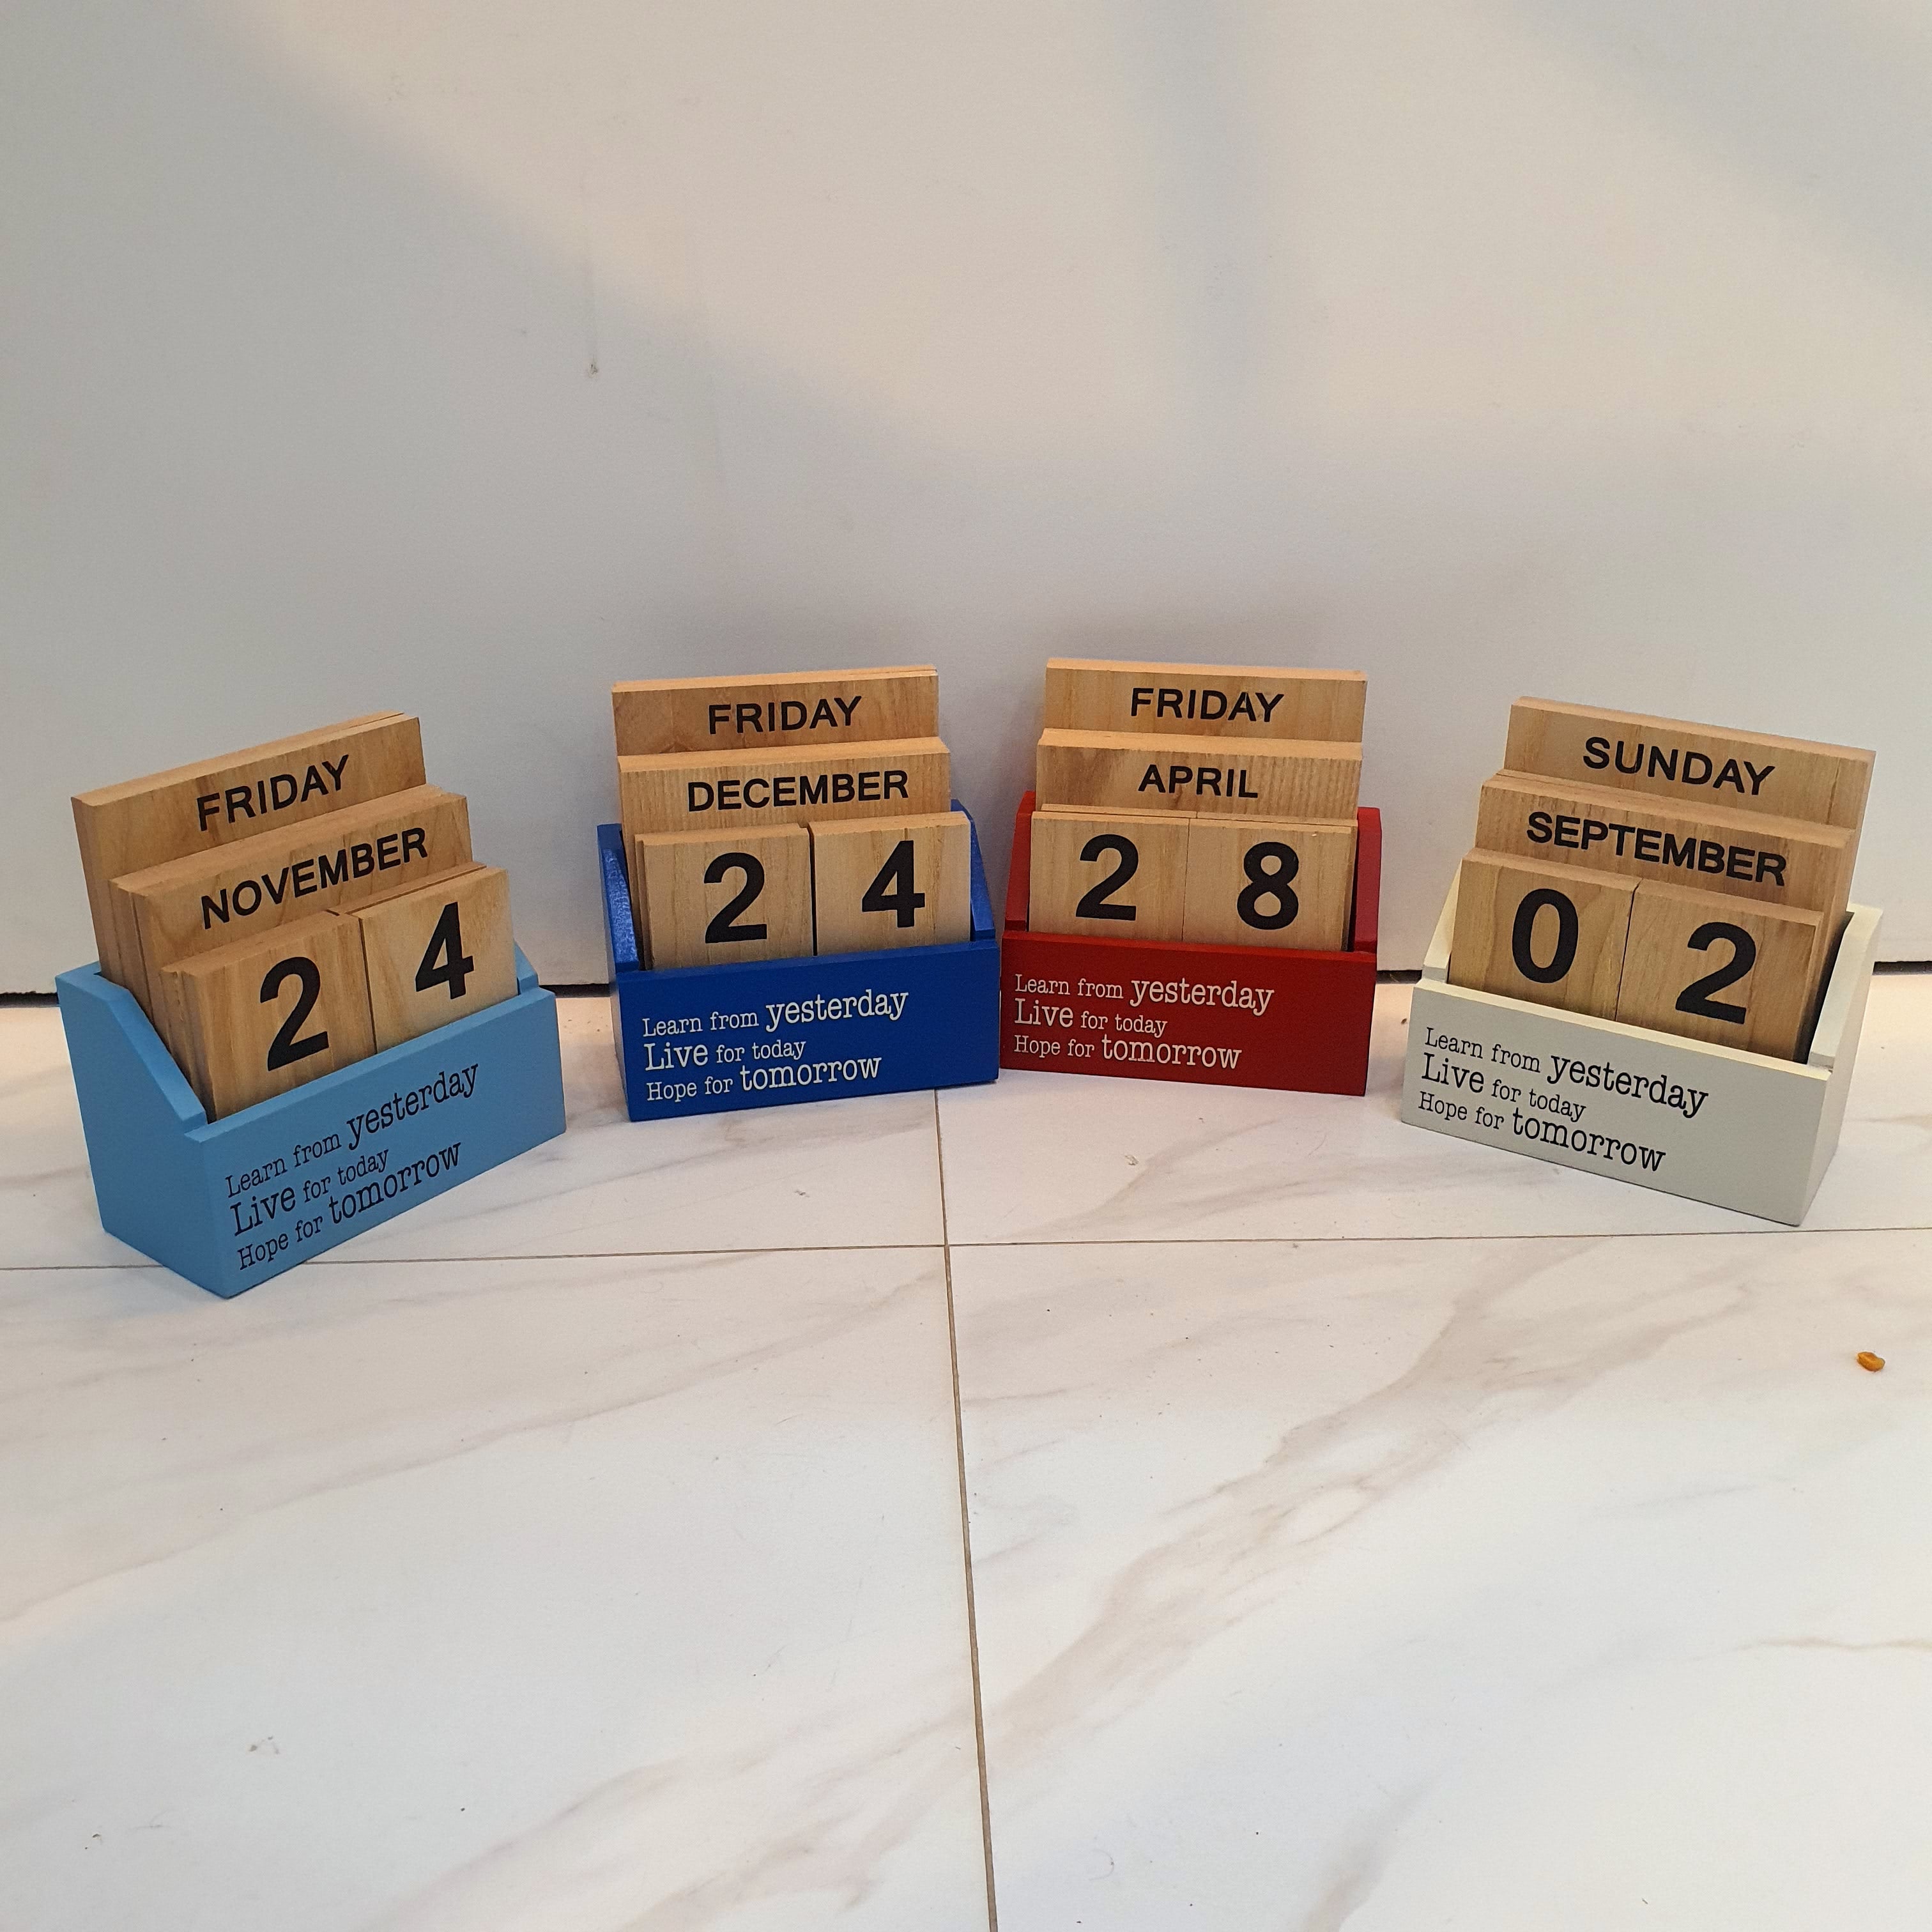 FRIDAY
NOVEMBER
2 4
Learn from yesterday
Live for today
Hope for tomorrow
FRIDAY
DECEMBER
2 4
Learn from yesterday
Live for today
Hope for tomorrow
FRIDAY
APRIL
2 8
Learn from yesterday
Live for today
Hope for tomorrow
SUNDAY
SEPTEMBER
0 2
Learn from yesterday
Live for today
Hope for tomorrow